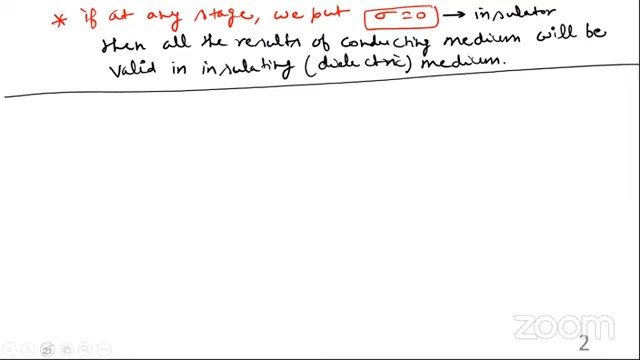 * if at any stage, we put σ=0 → insulator
then all the results of conducting medium will be
valid in insulating (dielectric) medium.
zoom
2